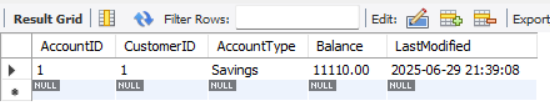 Result Grid Filter Rows: Edit: Export
AccountID CustomerID AccountType Balance LastModified
1 1 Savings 11110.00 2025-06-29 21:39:08
NULL NULL NULL NULL NULL